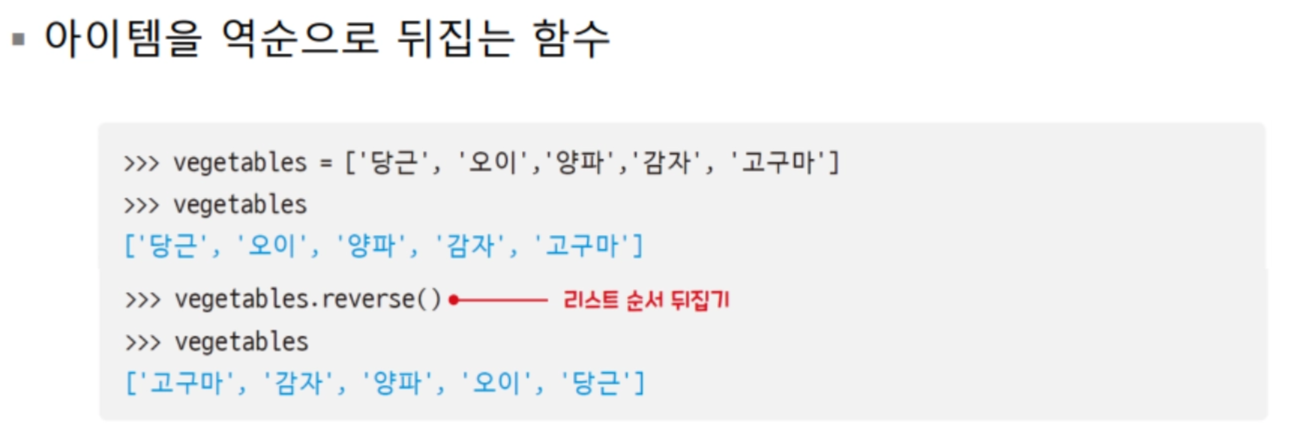 ▪ 아이템을 역순으로 뒤집는 함수
>>> vegetables = ['당근', '오이','양파','감자', '고구마']
>>> vegetables
['당근', '오이', '양파', '감자', '고구마']
>>> vegetables.reverse() 리스트 순서 뒤집기
>>> vegetables
['고구마', '감자', '양파', '오이', '당근']